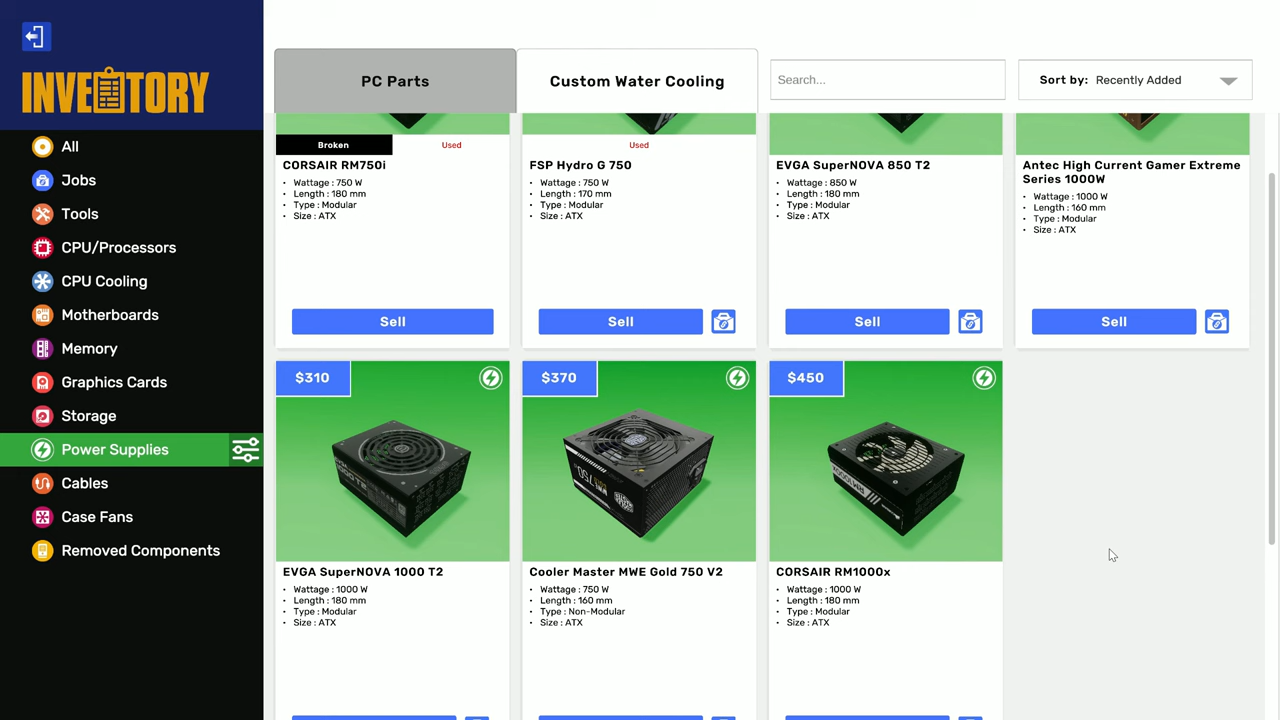 INVENTORY
PC Parts
Custom Water Cooling
Search...
Sort by: Recently Added
All
Jobs
Tools
CPU/Processors
CPU Cooling
Motherboards
Memory
Graphics Cards
Storage
Power Supplies
Cables
Case Fans
Removed Components
Broken
Used
CORSAIR RM750i
• Wattage : 750 W
• Length : 180 mm
• Type : Modular
• Size : ATX
Sell
Used
FSP Hydro G 750
• Wattage : 750 W
• Length : 170 mm
• Type : Modular
• Size : ATX
Sell
EVGA SuperNOVA 850 T2
• Wattage : 850 W
• Length : 180 mm
• Type : Modular
• Size : ATX
Sell
Antec High Current Gamer Extreme
Series 1000W
• Wattage : 1000 W
• Length : 160 mm
• Type : Modular
• Size : ATX
Sell
$310
EVGA SuperNOVA 1000 T2
• Wattage : 1000 W
• Length : 180 mm
• Type : Modular
• Size : ATX
$370
Cooler Master MWE Gold 750 V2
• Wattage : 750 W
• Length : 160 mm
• Type : Non-Modular
• Size : ATX
$450
CORSAIR RM1000x
• Wattage : 1000 W
• Length : 180 mm
• Type : Modular
• Size : ATX